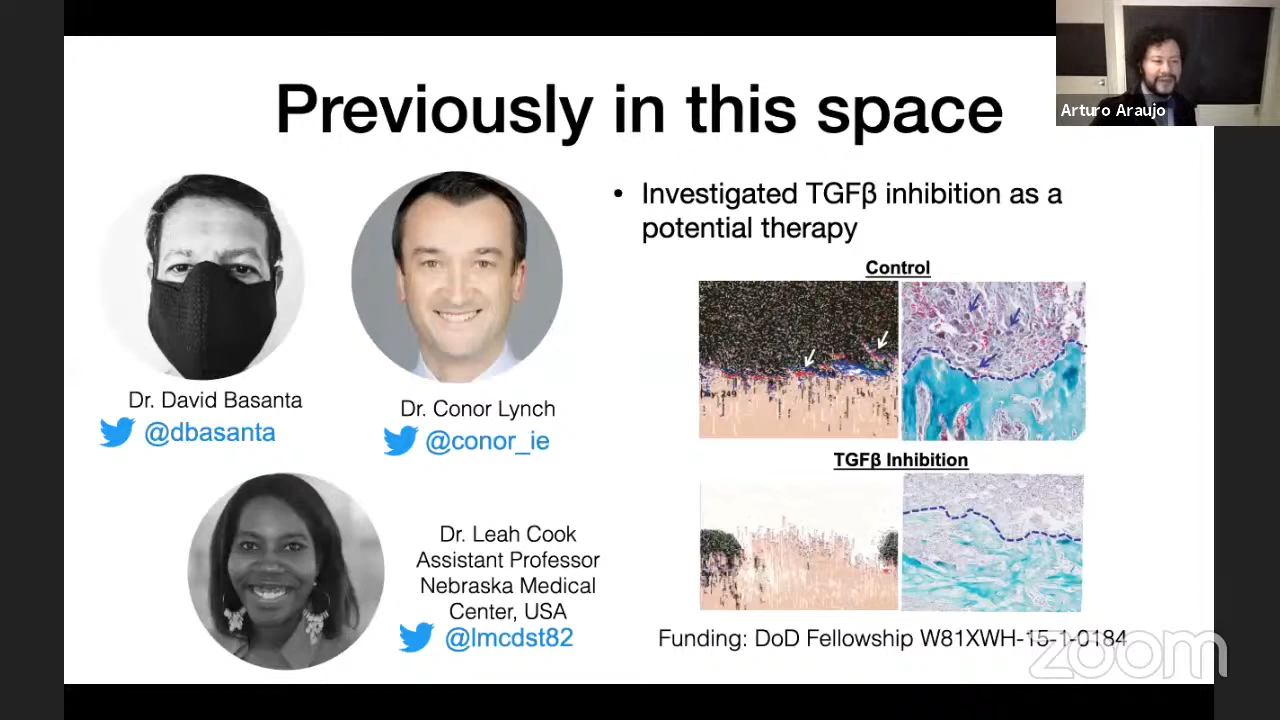 Previously in this space
Arturo Araujo
Dr. David Basanta
@dbasanta
Dr. Conor Lynch
@conor_ie
Dr. Leah Cook
Assistant Professor
Nebraska Medical
Center, USA
@lmcdst82
• Investigated TGFβ inhibition as a
potential therapy
Control
TGFβ Inhibition
Funding: DoD Fellowship W81XWH-15-1-0184
zoom